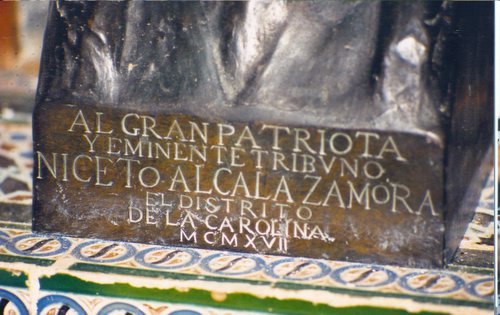 AL GRAN PATRIOTA
Y EMINENTE TRIBVNO
NICETO ALCALA ZAMORA
EL DISTRITO
DE LA CAROLINA.
MCMXVII